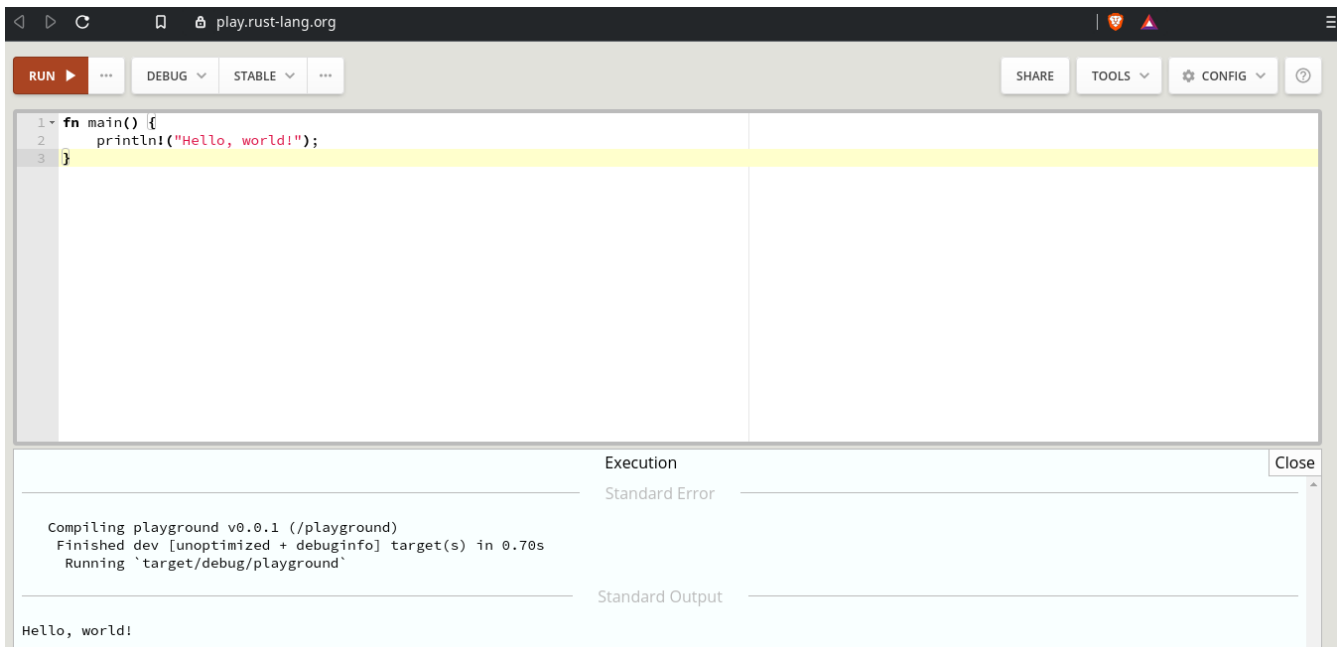 play.rust-lang.org
RUN ... DEBUG STABLE ... SHARE TOOLS CONFIG ?
1 fn main() {
2     println!("Hello, world!");
3 }
Execution Close
Standard Error
   Compiling playground v0.0.1 (/playground)
    Finished dev [unoptimized + debuginfo] target(s) in 0.70s
     Running `target/debug/playground`
Standard Output
Hello, world!